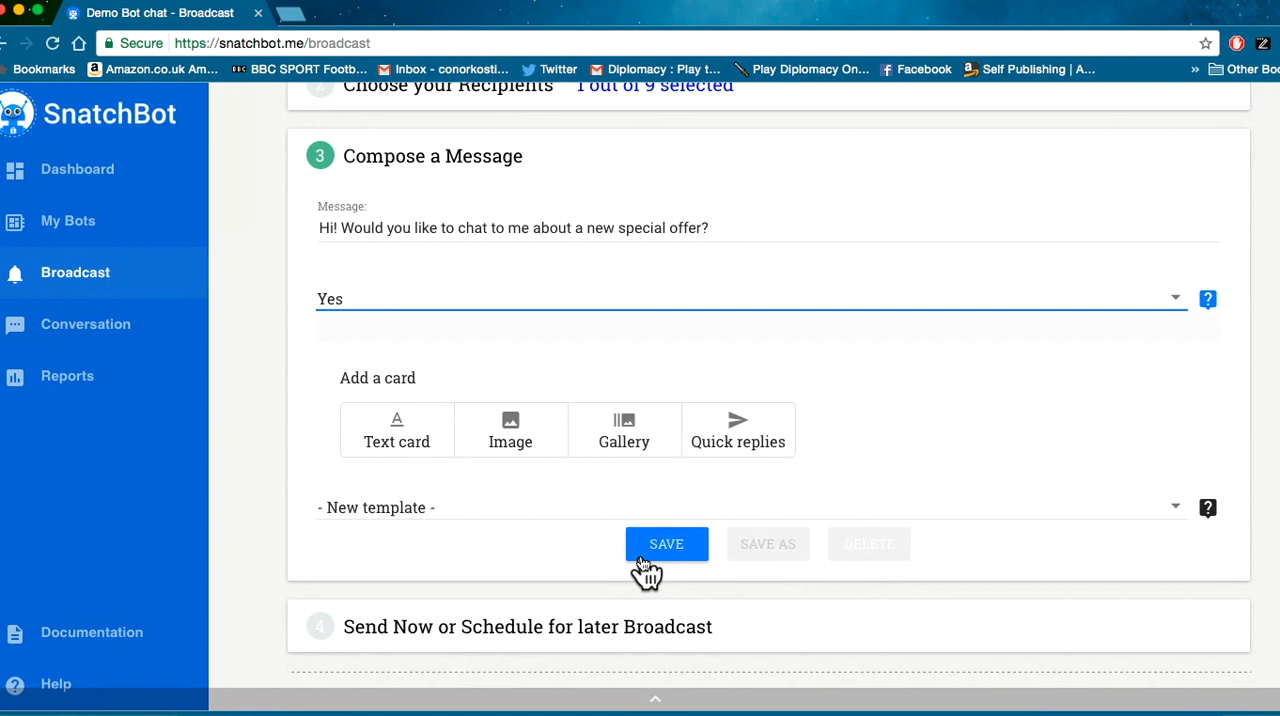 Demo Bot chat - Broadcast
Secure https://snatchbot.me/broadcast
Bookmarks Amazon.co.uk Am... BBC SPORT Footb... Inbox - conorkosti... Twitter Diplomacy : Play t... Play Diplomacy On... Facebook Self Publishing | A... » Other Boo
SnatchBot
Dashboard
My Bots
Broadcast
Conversation
Reports
Documentation
Help
2 Choose your Recipients 1 out of 9 selected
3 Compose a Message
Message:
Hi! Would you like to chat to me about a new special offer?
Yes
Add a card
Text card Image Gallery Quick replies
- New template -
SAVE SAVE AS DELETE
4 Send Now or Schedule for later Broadcast